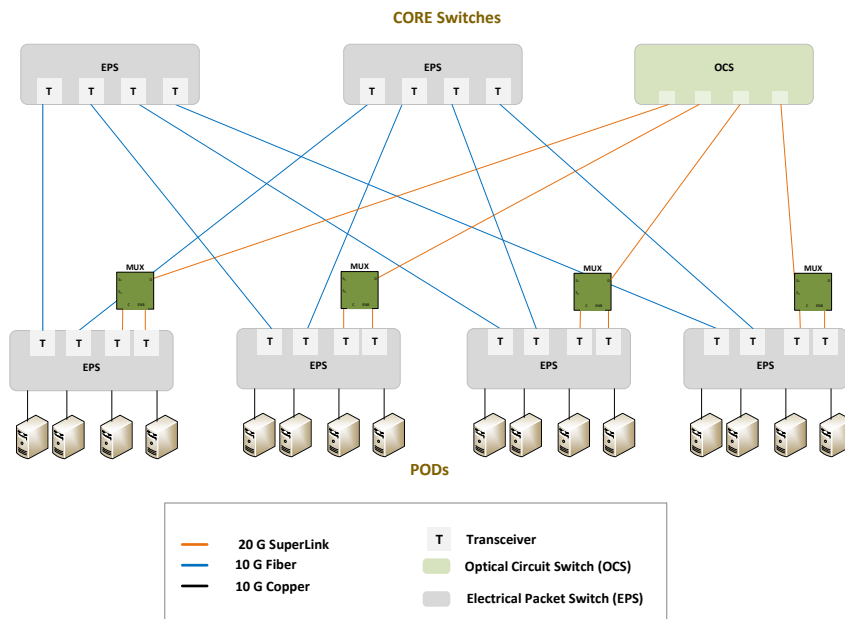 CORE Switches
EPS
EPS
OCS
T T T T
T T T T
MUX
MUX
MUX
MUX
T T T T
T T T T
T T T T
T T T T
EPS
EPS
EPS
EPS
PODs
20 G SuperLink
10 G Fiber
10 G Copper
T Transceiver
Optical Circuit Switch (OCS)
Electrical Packet Switch (EPS)